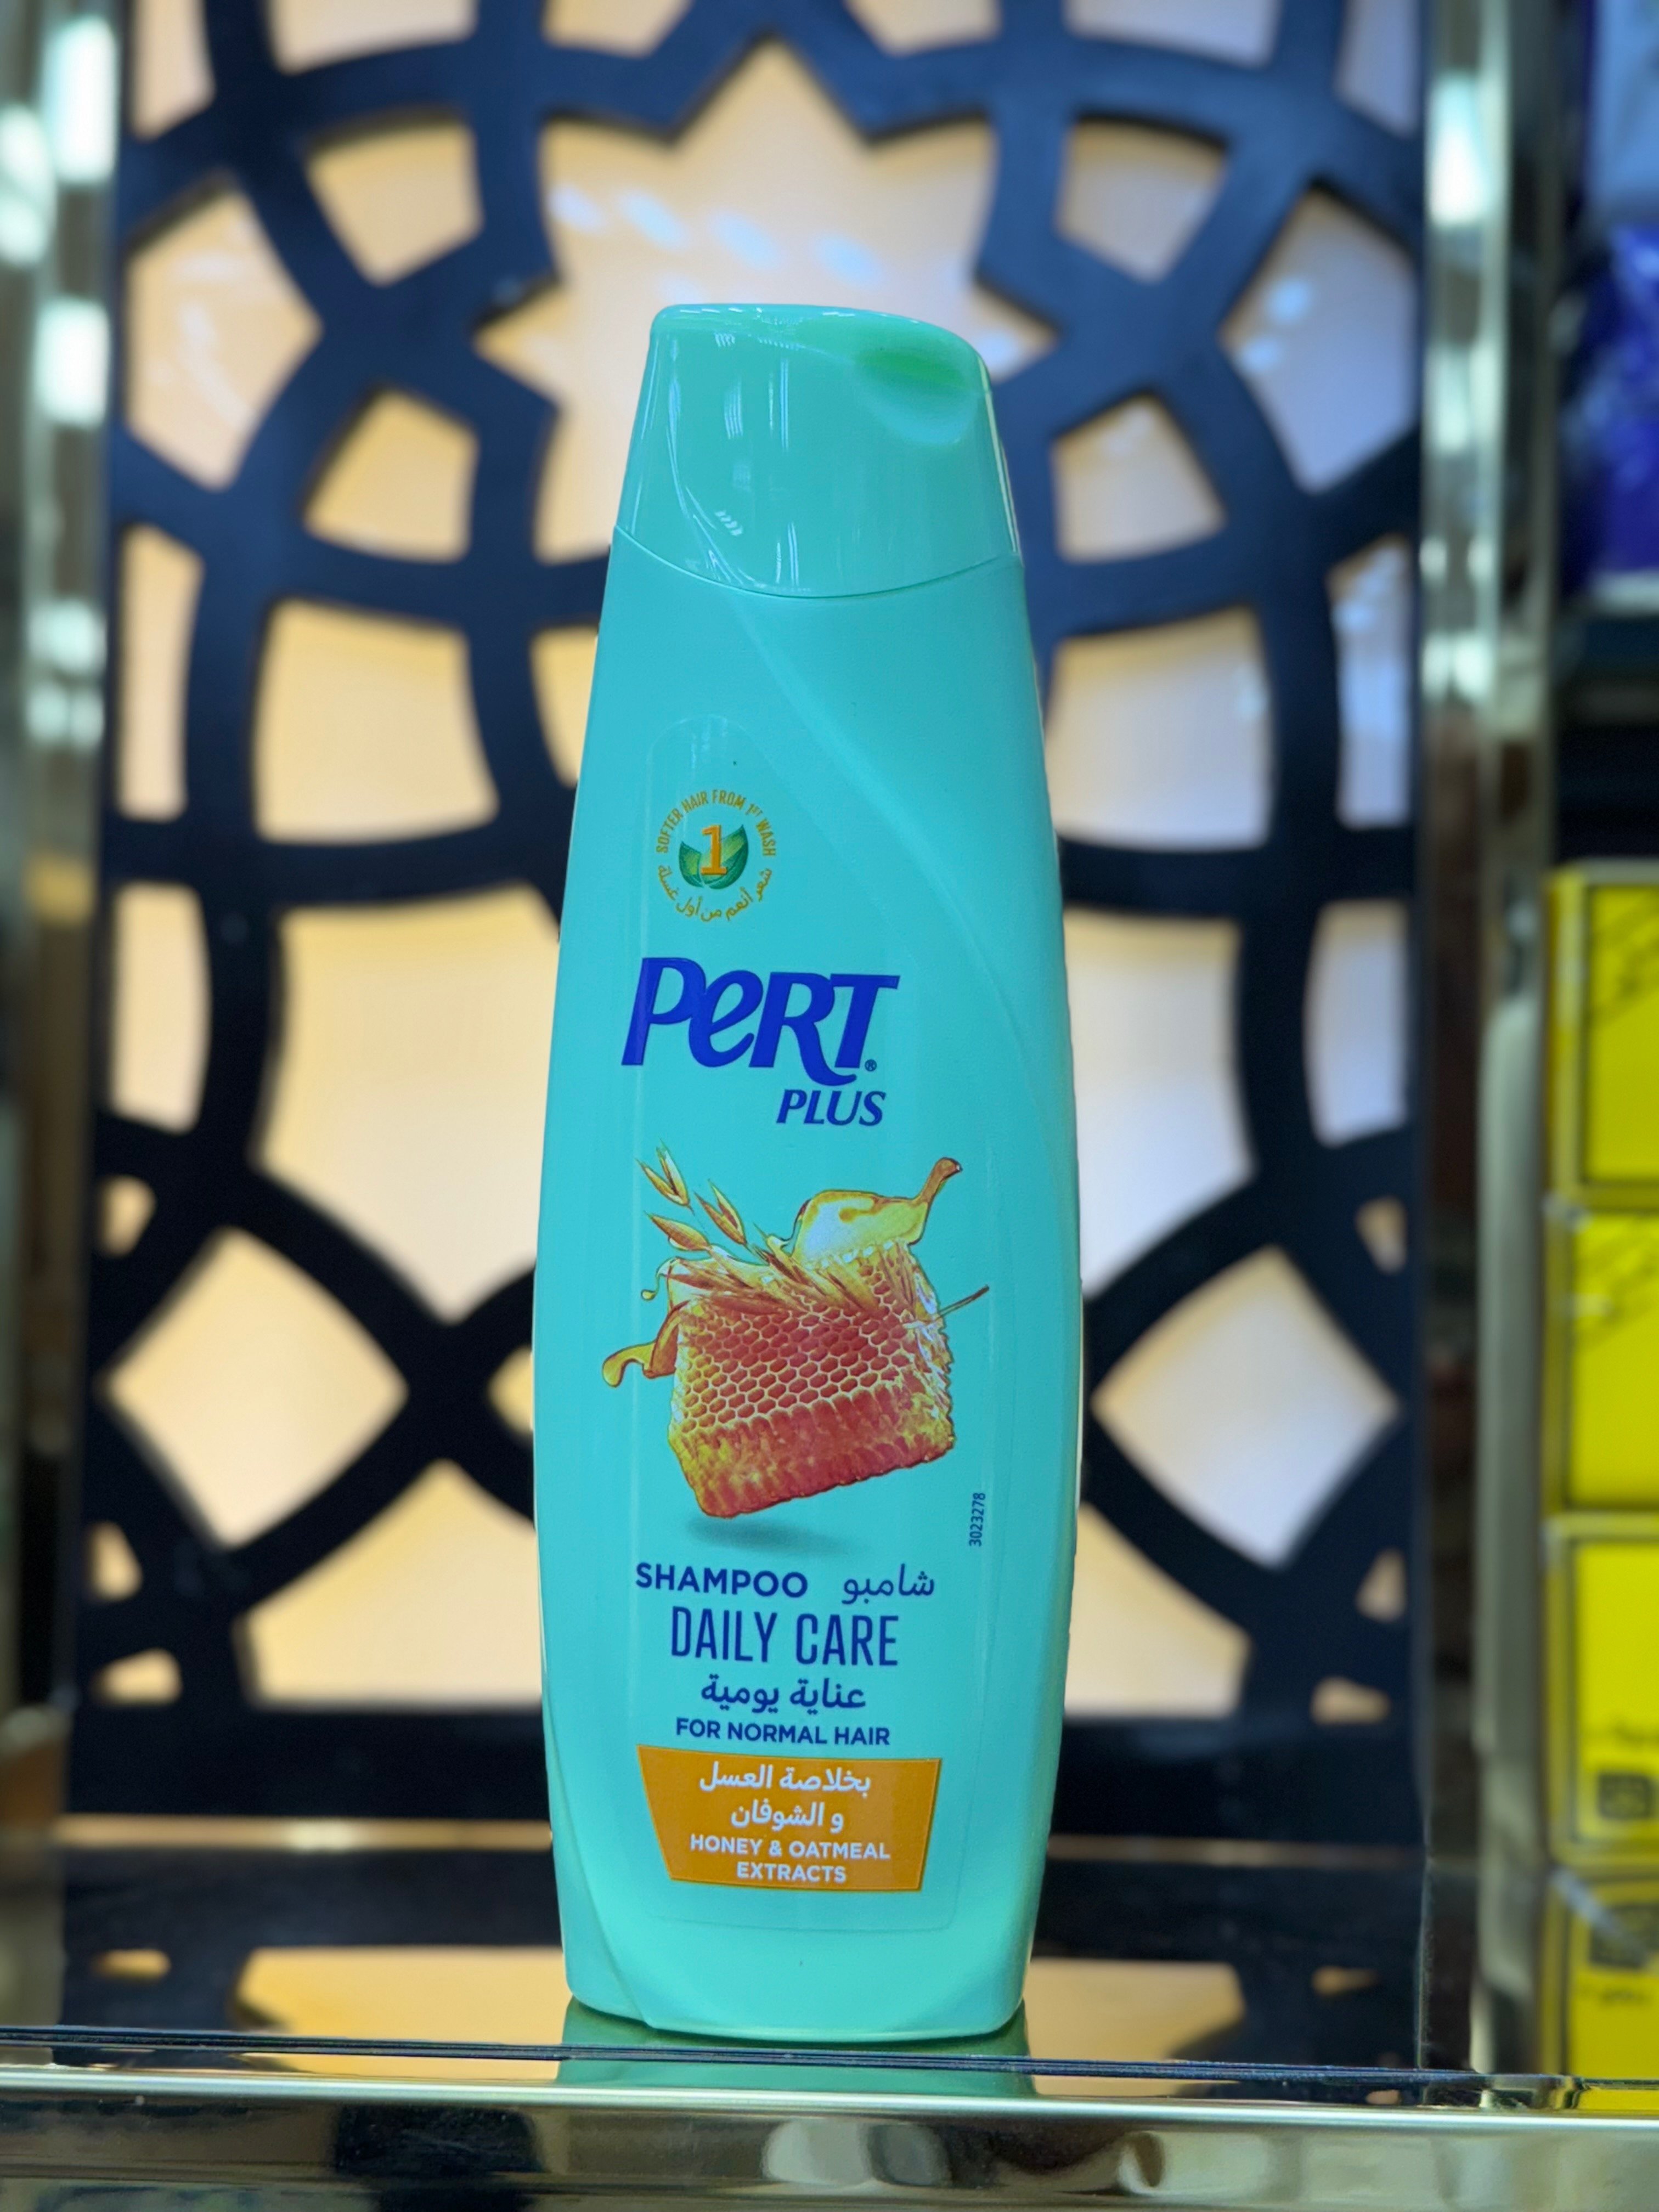 SOFTER HAIR FROM 1ST WASH
1
شعر أنعم من أول غسلة
PERT®
PLUS
3023278
SHAMPOO شامبو
DAILY CARE
عناية يومية
FOR NORMAL HAIR
بخلاصة العسل
و الشوفان
HONEY & OATMEAL
EXTRACTS